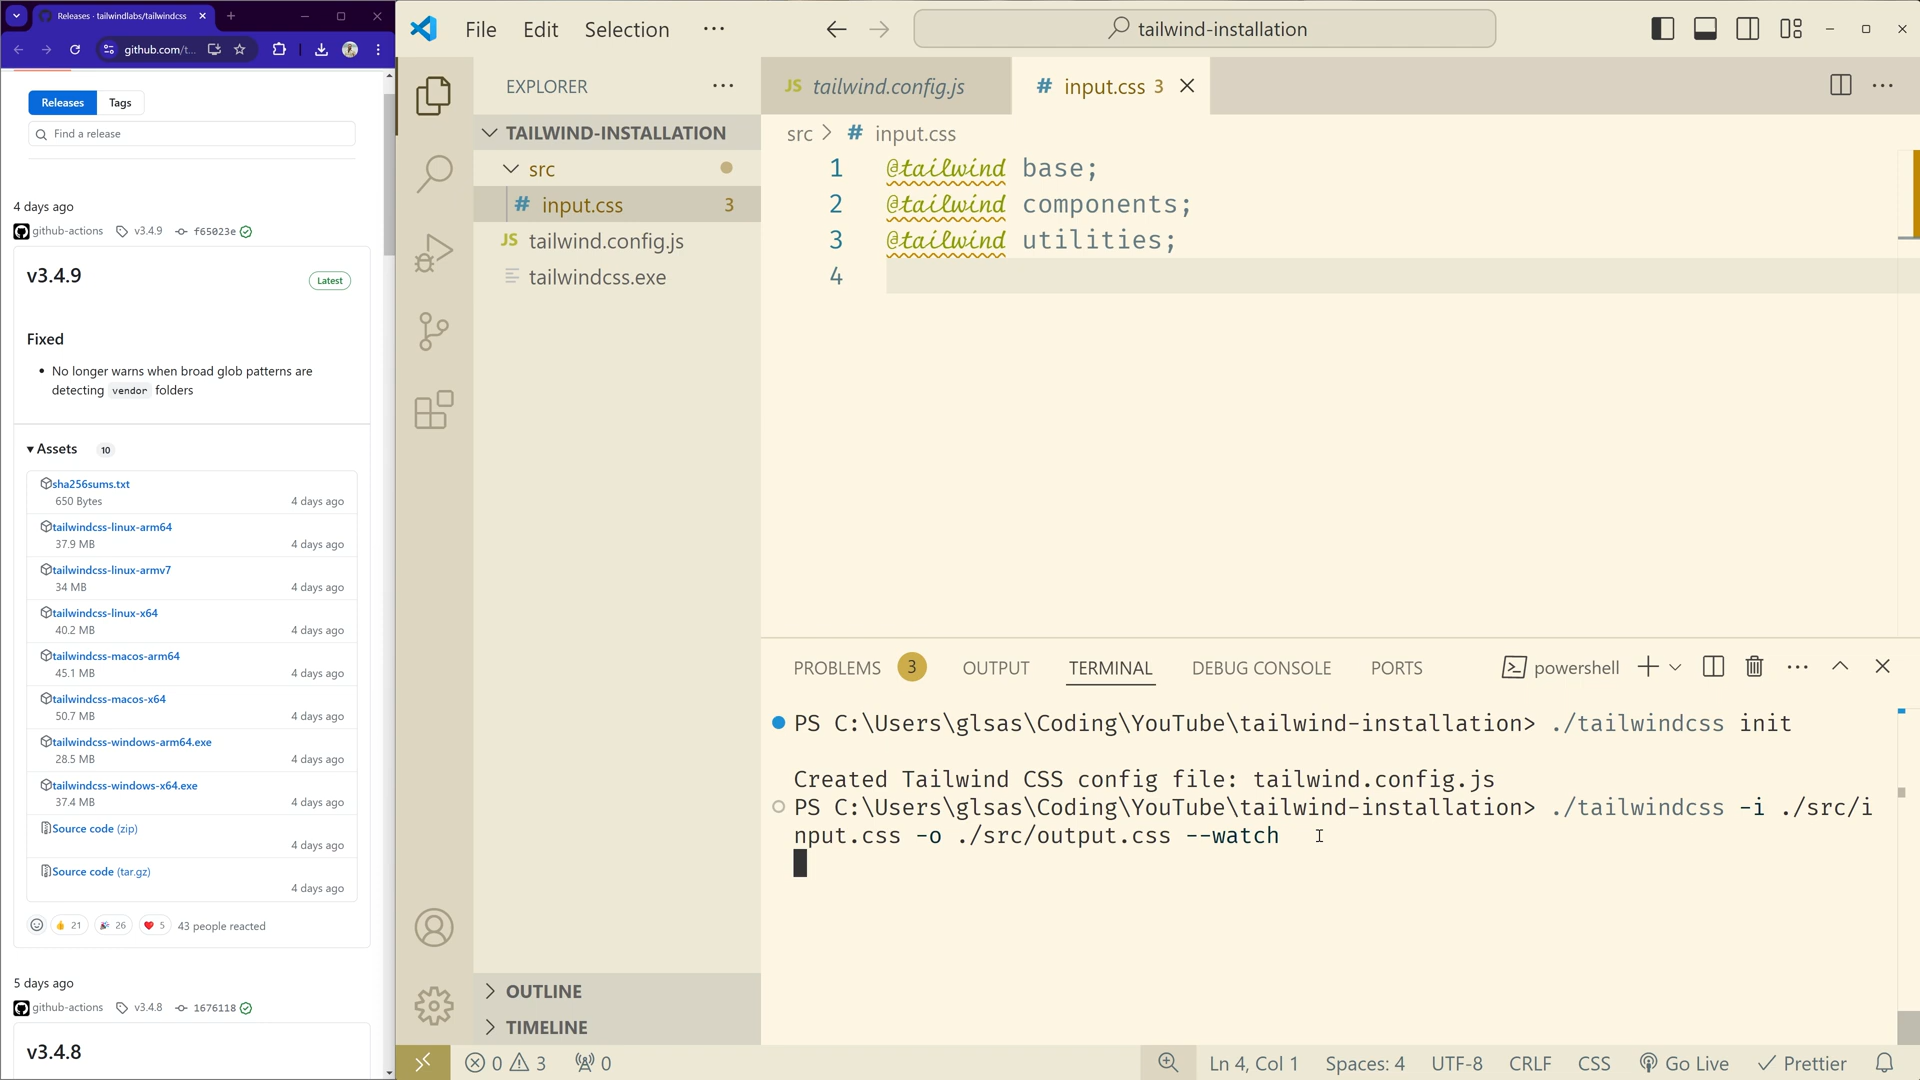 Releases · tailwindlabs/tailwindcss
github.com/t...
Releases
Tags
Find a release
4 days ago
github-actions
v3.4.9
f65023e
v3.4.9
Latest
Fixed
No longer warns when broad glob patterns are
detecting vendor folders
Assets 10
sha256sums.txt
650 Bytes
4 days ago
tailwindcss-linux-arm64
37.9 MB
4 days ago
tailwindcss-linux-armv7
34 MB
4 days ago
tailwindcss-linux-x64
40.2 MB
4 days ago
tailwindcss-macos-arm64
45.1 MB
4 days ago
tailwindcss-macos-x64
50.7 MB
4 days ago
tailwindcss-windows-arm64.exe
28.5 MB
4 days ago
tailwindcss-windows-x64.exe
37.4 MB
4 days ago
Source code (zip)
4 days ago
Source code (tar.gz)
4 days ago
21
26
5
43 people reacted
5 days ago
github-actions
v3.4.8
1676118
v3.4.8
File
Edit
Selection
tailwind-installation
EXPLORER
TAILWIND-INSTALLATION
src
# input.css 3
JS tailwind.config.js
tailwindcss.exe
OUTLINE
TIMELINE
JS tailwind.config.js
# input.css 3
src > # input.css
1 @tailwind base;
2 @tailwind components;
3 @tailwind utilities;
4
PROBLEMS 3
OUTPUT
TERMINAL
DEBUG CONSOLE
PORTS
powershell
PS C:\Users\glsas\Coding\YouTube\tailwind-installation> ./tailwindcss init
Created Tailwind CSS config file: tailwind.config.js
PS C:\Users\glsas\Coding\YouTube\tailwind-installation> ./tailwindcss -i ./src/i
nput.css -o ./src/output.css --watch
0
3
0
Ln 4, Col 1
Spaces: 4
UTF-8
CRLF
CSS
Go Live
Prettier